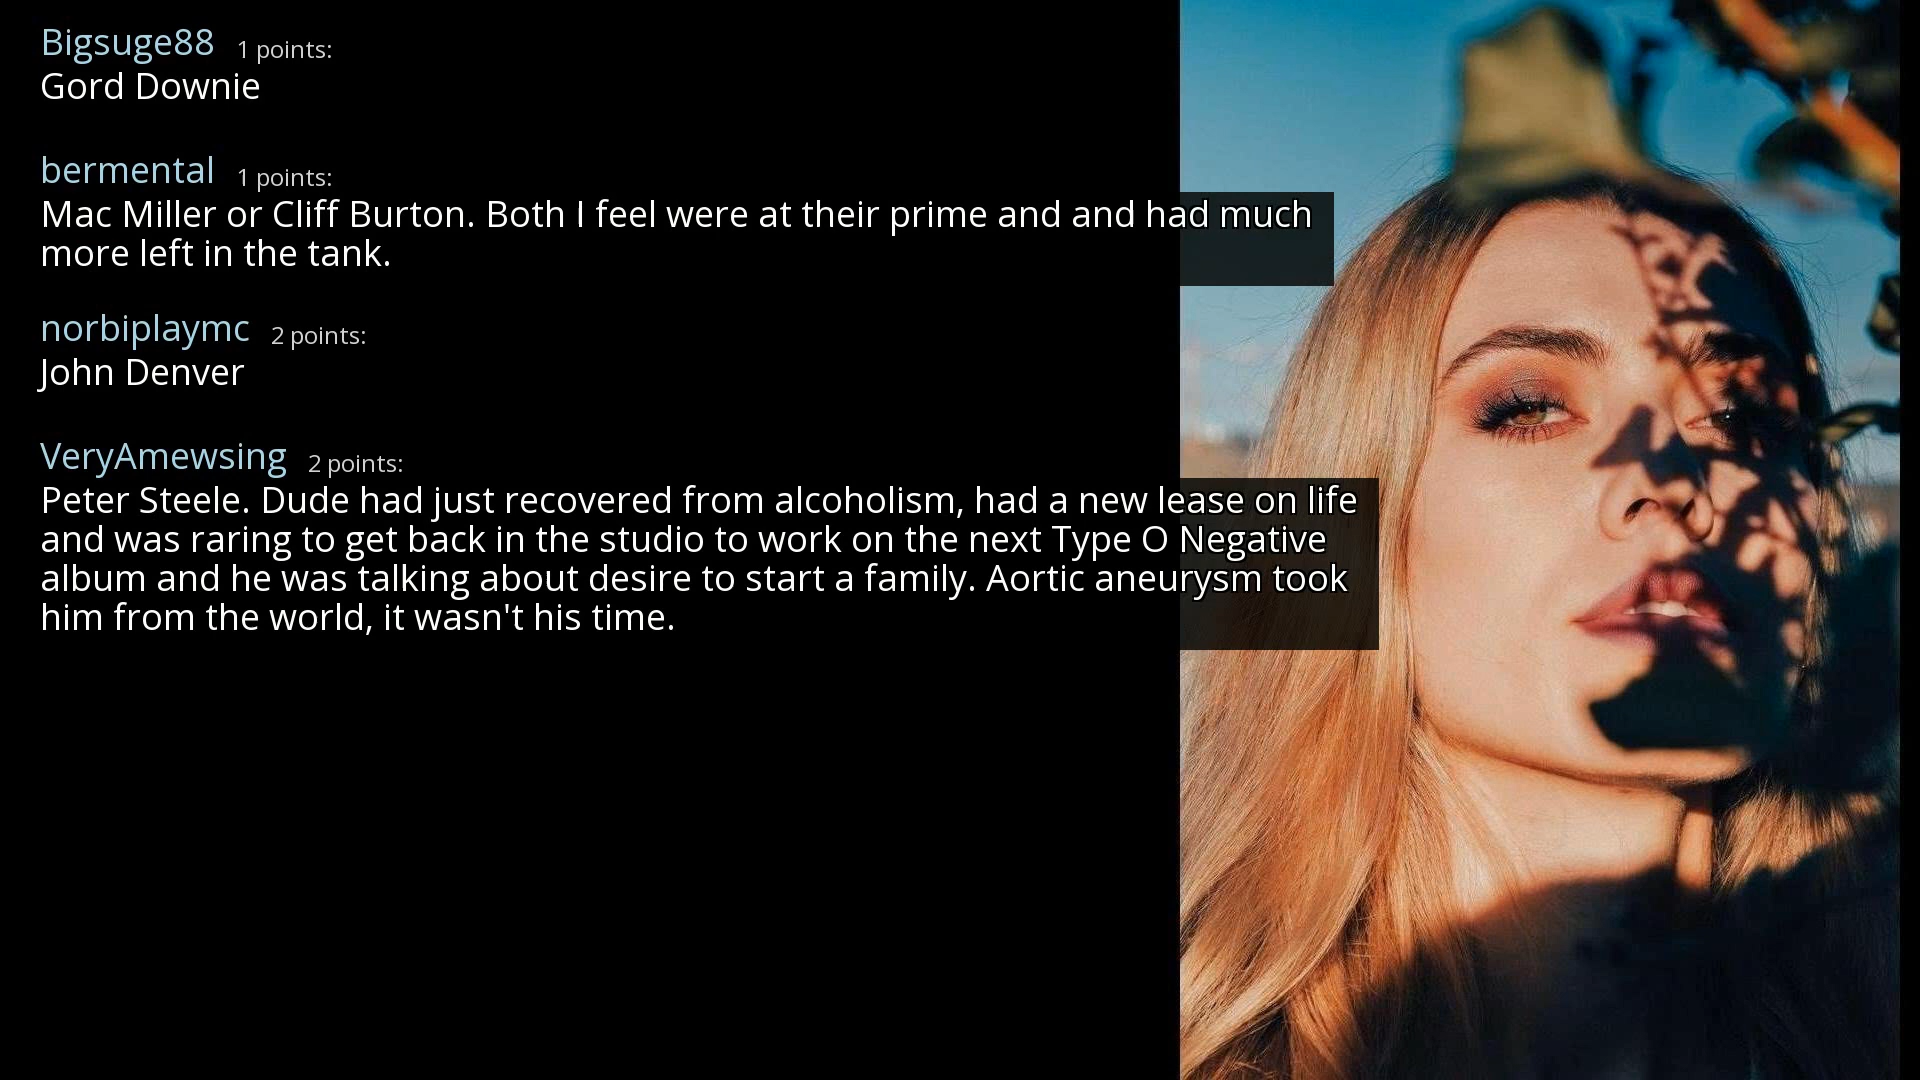 Bigsuge88 1 points:
Gord Downie
bermental 1 points:
Mac Miller or Cliff Burton. Both I feel were at their prime and and had much
more left in the tank.
norbiplaymc 2 points:
John Denver
VeryAmewsing 2 points:
Peter Steele. Dude had just recovered from alcoholism, had a new lease on life
and was raring to get back in the studio to work on the next Type O Negative
album and he was talking about desire to start a family. Aortic aneurysm took
him from the world, it wasn't his time.